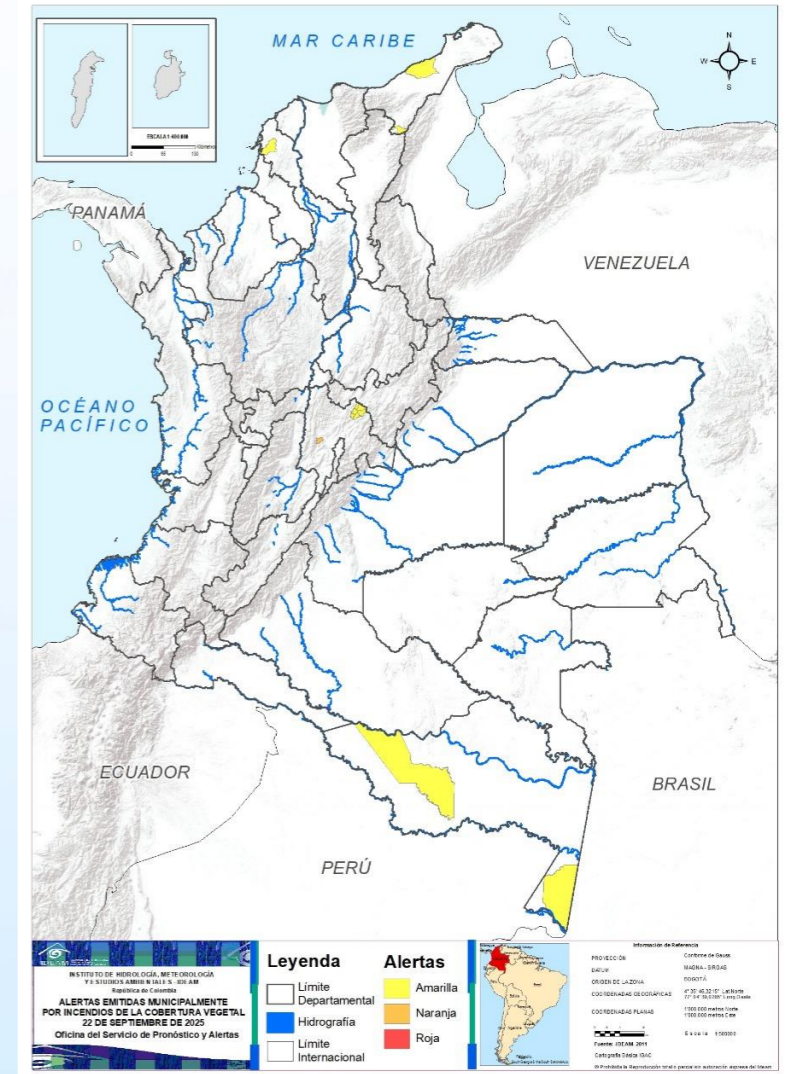 MAR CARIBE
N
W
E
S
ESCALA 1:600.000
PANAMÁ
VENEZUELA
OCÉANO
PACÍFICO
ECUADOR
BRASIL
PERÚ
INSTITUTO DE HIDROLOGÍA, METEOROLOGÍA
Y ESTUDIOS AMBIENTALES - IDEAM
República de Colombia
ALERTAS EMITIDAS MUNICIPALMENTE
POR INCENDIOS DE LA COBERTURA VEGETAL
22 DE SEPTIEMBRE DE 2025
Oficina del Servicio de Pronóstico y Alertas
Leyenda
Límite
Departamental
Hidrografía
Límite
Internacional
Alertas
Amarilla
Naranja
Roja
Información de Referencia
PROYECCIÓN Conforme de Gauss
DATUM MAGNA - SIRGAS
ORIGEN DE LA ZONA BOGOTÁ
COORDENADAS GEOGRÁFICAS
COORDENADAS PLANAS 1'000.000 metros Norte
1'000.000 metros Este
Escala
Fuente: IDEAM, 2011
Cartografía Básica IGAC